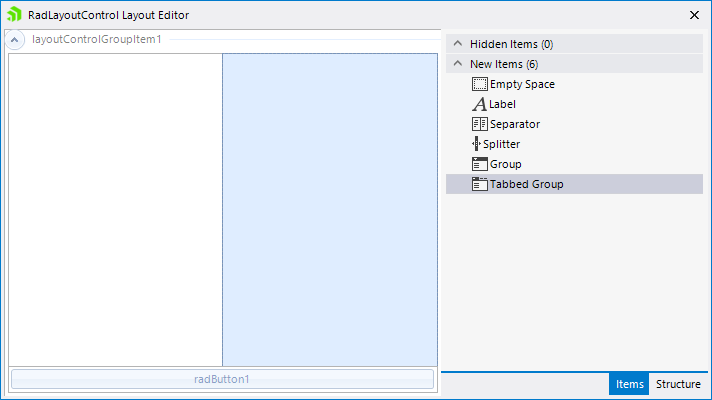 RadLayoutControl Layout Editor
layoutControlGroupItem1
radButton1
Hidden Items (0)
New Items (6)
Empty Space
Label
Separator
Splitter
Group
Tabbed Group
Items Structure